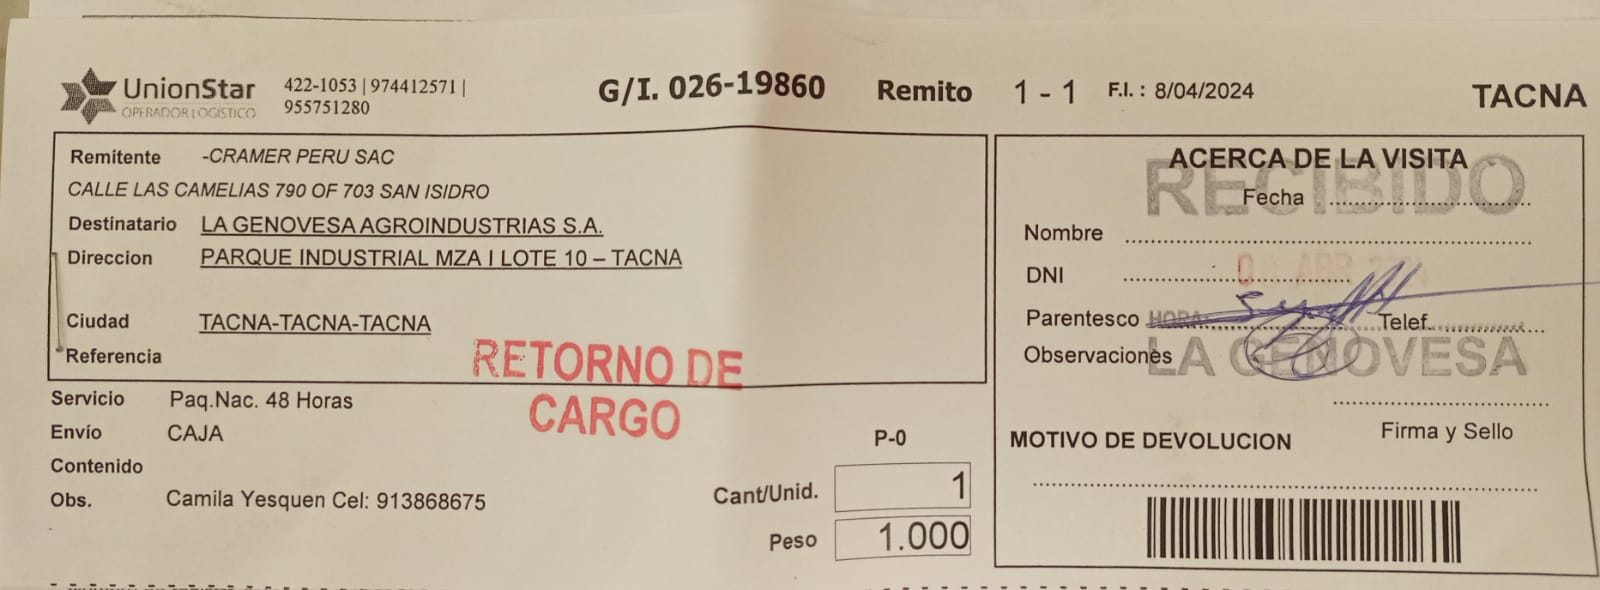 UnionStar
OPERADOR LOGISTICO
422-1053 | 974412571 |
955751280
G/I. 026-19860 Remito 1 - 1 F.I. : 8/04/2024 TACNA
Remitente -CRAMER PERU SAC
CALLE LAS CAMELIAS 790 OF 703 SAN ISIDRO
Destinatario LA GENOVESA AGROINDUSTRIAS S.A.
Direccion PARQUE INDUSTRIAL MZA I LOTE 10 – TACNA
Ciudad TACNA-TACNA-TACNA
Referencia
RETORNO DE
CARGO
Servicio Paq.Nac. 48 Horas
Envío CAJA
Contenido
Obs. Camila Yesquen Cel: 913868675
P-0
Cant/Unid. 1
Peso 1.000
ACERCA DE LA VISITA
RECIBIDO
Fecha
Nombre
DNI
ABR
Parentesco HORA: Telef.
Observaciones
LA GENOVESA
Firma y Sello
MOTIVO DE DEVOLUCION